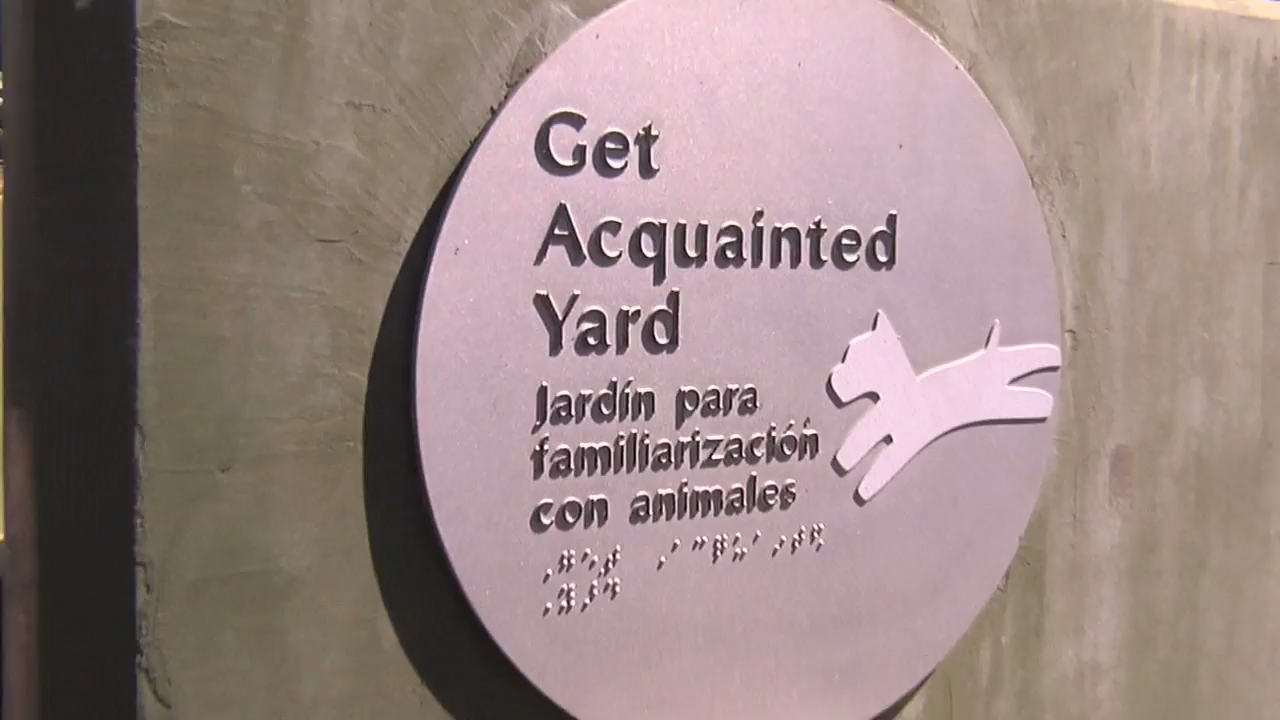 Get
Acquainted
Yard
Jardín para
familiarización
con animales